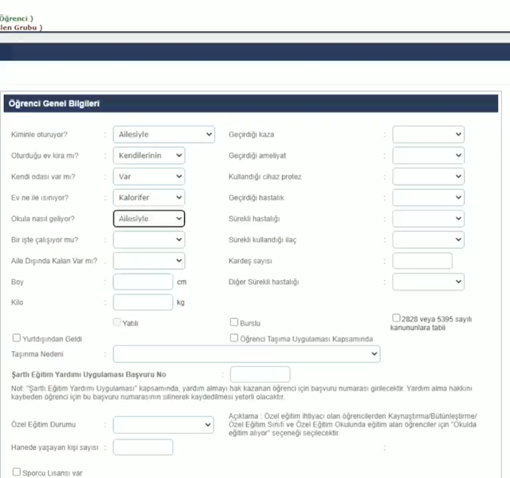 Öğrenci )
len Grubu )
Öğrenci Genel Bilgileri
Kiminle oturuyor? : Ailesiyle Geçirdiği kaza :
Oturduğu ev kira mı? : Kendilerinin Geçirdiği ameliyat :
Kendi odası var mı? : Var Kullandığı cihaz protez :
Ev ne ile ısınıyor? : Kalorifer Geçirdiği hastalık :
Okula nasıl geliyor? : Ailesiyle Sürekli hastalığı :
Bir işte çalışıyor mu? : Sürekli kullandığı ilaç :
Aile Dışında Kalan Var mı? : Kardeş sayısı :
Boy : cm Diğer Sürekli hastalığı :
Kilo : kg
Yatılı Burslu 2828 veya 5395 sayılı
kanununlara tabii
Yurtdışından Geldi Öğrenci Taşıma Uygulaması Kapsamında
Taşınma Nedeni :
Şartlı Eğitim Yardımı Uygulaması Başvuru No :
Not: "Şartlı Eğitim Yardımı Uygulaması" kapsamında, yardım almayı hak kazanan öğrenci için başvuru numarası girilecektir. Yardım alma hakkını
kaybeden öğrenci için bu başvuru numarasının silinerek kaydedilmesi yeterli olacaktır.
Açıklama : Özel eğitim ihtiyacı olan öğrencilerden Kaynaştırma/Bütünleştirme/
Özel Eğitim Durumu : Özel Eğitim Sınıfı ve Özel Eğitim Okulunda eğitim alan öğrenciler için "Okulda
eğitim alıyor" seçeneği seçilecektir.
Hanede yaşayan kişi sayısı : :
Sporcu Lisansı var